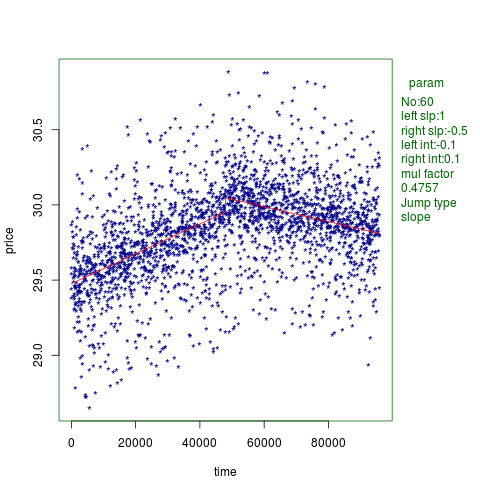 param
No:60
left slp:1
right slp:-0.5
left int:-0.1
right int:0.1
mul factor
0.4757
Jump type
slope
price
30.5
30.0
29.5
29.0
0 20000 40000 60000 80000
time